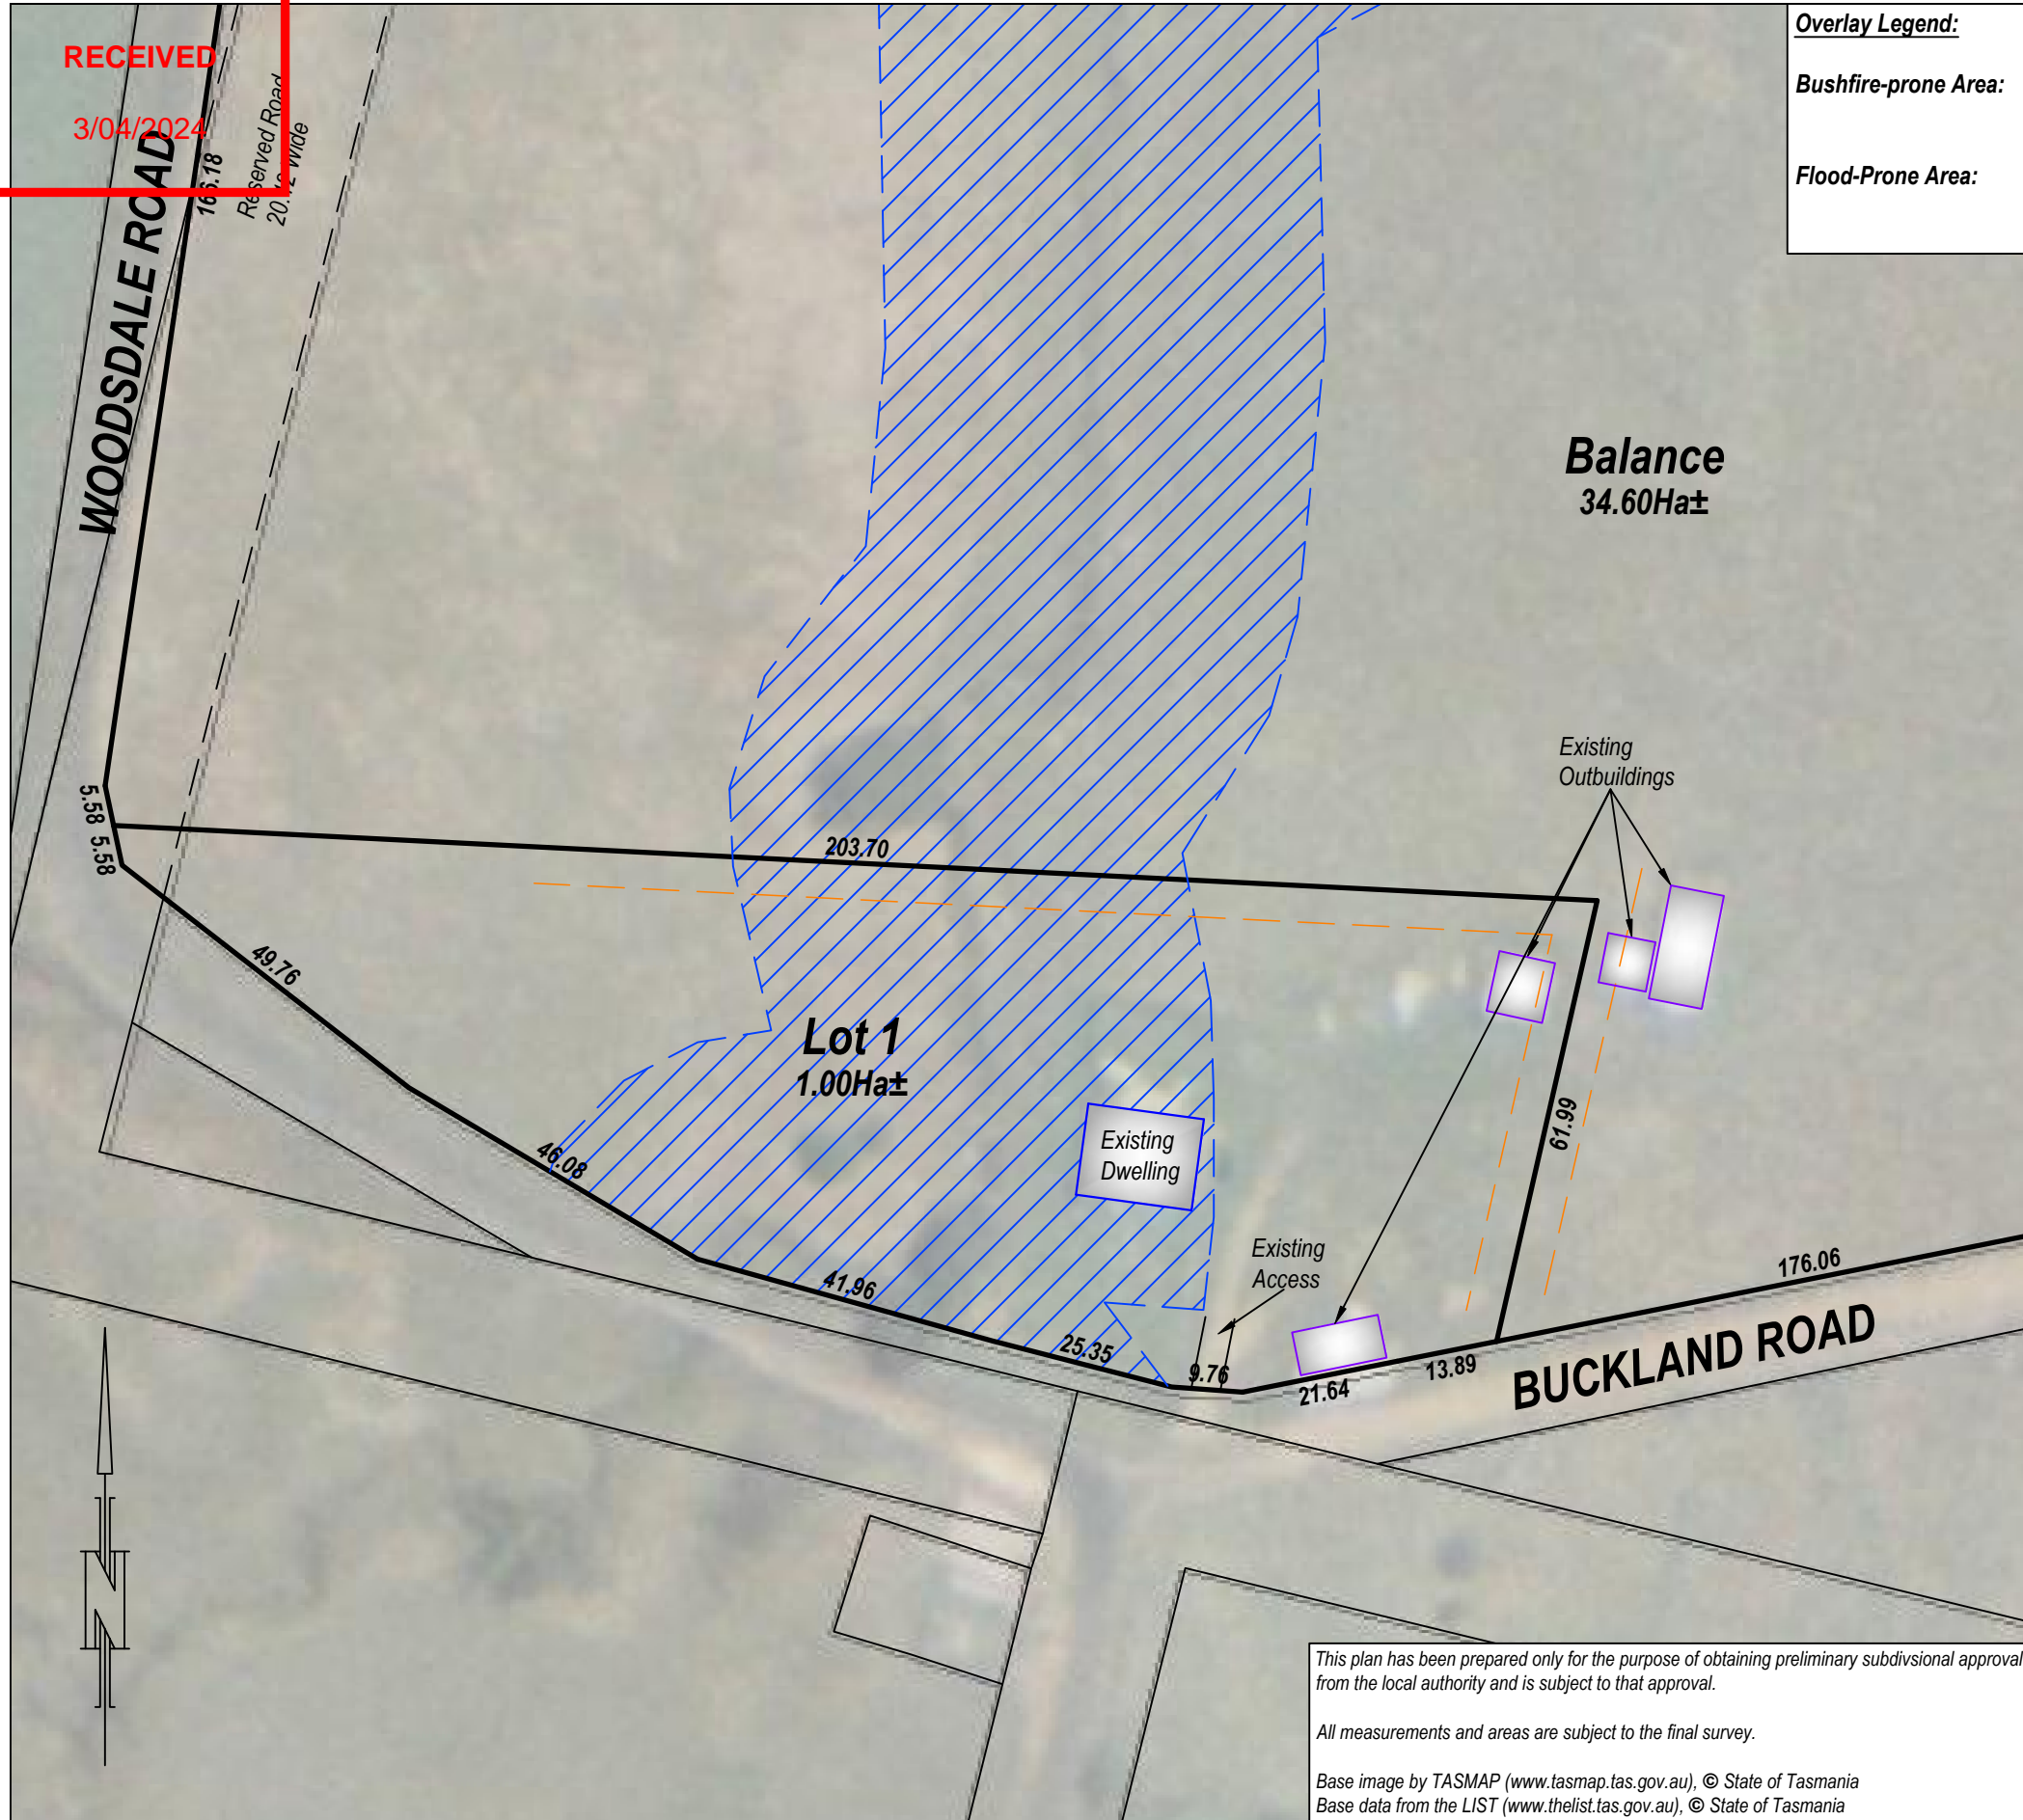 RECEIVED
3/04/2024
Overlay Legend:
Bushfire-prone Area:
Flood-Prone Area:
WOODSDALE ROAD
166.18
Reserved Road
20.12 Wide
Balance
34.60Ha±
Existing
Outbuildings
5.58
5.58
203.70
49.76
Lot 1
1.00Ha±
46.08
Existing
Dwelling
61.99
Existing
Access
41.96
25.35
9.76
21.64
13.89
176.06
BUCKLAND ROAD
N
This plan has been prepared only for the purpose of obtaining preliminary subdivsional approval
from the local authority and is subject to that approval.
All measurements and areas are subject to the final survey.
Base image by TASMAP (www.tasmap.tas.gov.au), © State of Tasmania
Base data from the LIST (www.thelist.tas.gov.au), © State of Tasmania